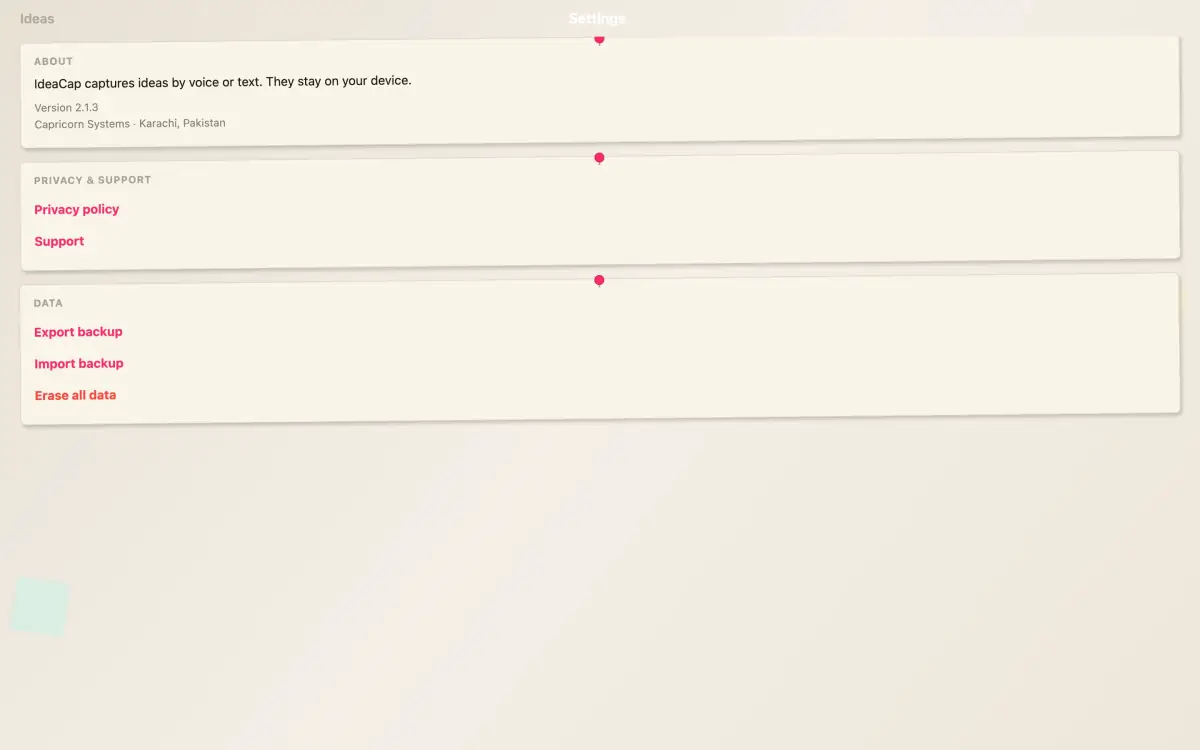 Ideas
Settings
ABOUT
IdeaCap captures ideas by voice or text. They stay on your device.
Version 2.1.3
Capricorn Systems · Karachi, Pakistan
PRIVACY & SUPPORT
Privacy policy
Support
DATA
Export backup
Import backup
Erase all data